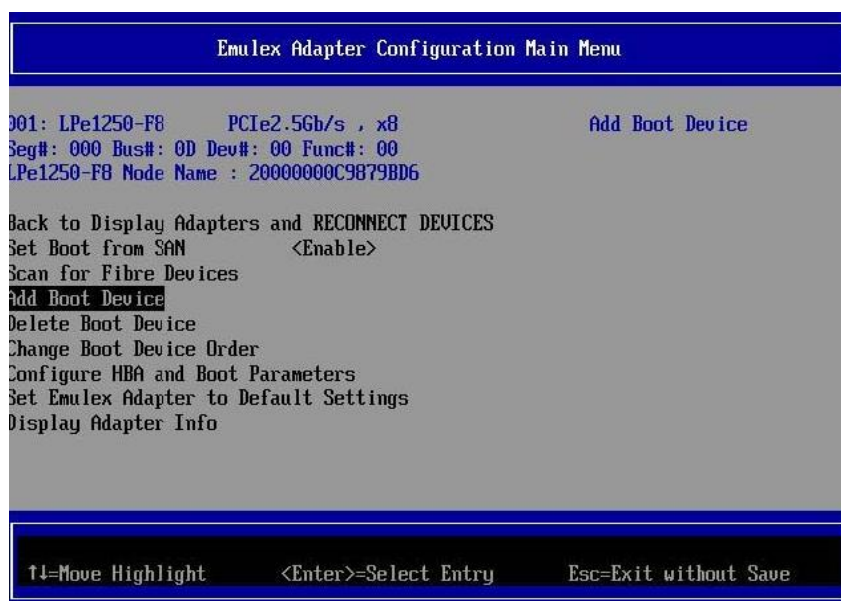 Emulex Adapter Configuration Main Menu
001: LPe1250-F8 PCIe2.5Gb/s , x8 Add Boot Device
Seg#: 000 Bus#: 0D Dev#: 00 Func#: 00
LPe1250-F8 Node Name : 20000000C9879BD6
Back to Display Adapters and RECONNECT DEVICES
Set Boot from SAN <Enable>
Scan for Fibre Devices
Add Boot Device
Delete Boot Device
Change Boot Device Order
Configure HBA and Boot Parameters
Set Emulex Adapter to Default Settings
Display Adapter Info
↑↓=Move Highlight <Enter>=Select Entry Esc=Exit without Save